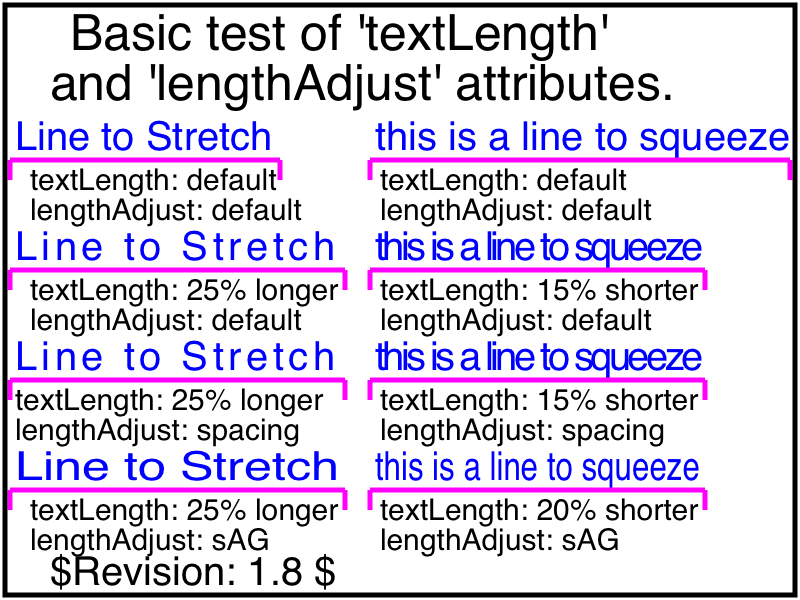 Basic test of 'textLength'
and 'lengthAdjust' attributes.
Line to Stretch
textLength: default
lengthAdjust: default
this is a line to squeeze
textLength: default
lengthAdjust: default
Line to Stretch
textLength: 25% longer
lengthAdjust: default
this is a line to squeeze
textLength: 15% shorter
lengthAdjust: default
Line to Stretch
textLength: 25% longer
lengthAdjust: spacing
this is a line to squeeze
textLength: 15% shorter
lengthAdjust: spacing
Line to Stretch
textLength: 25% longer
lengthAdjust: sAG
this is a line to squeeze
textLength: 20% shorter
lengthAdjust: sAG
$Revision: 1.8 $